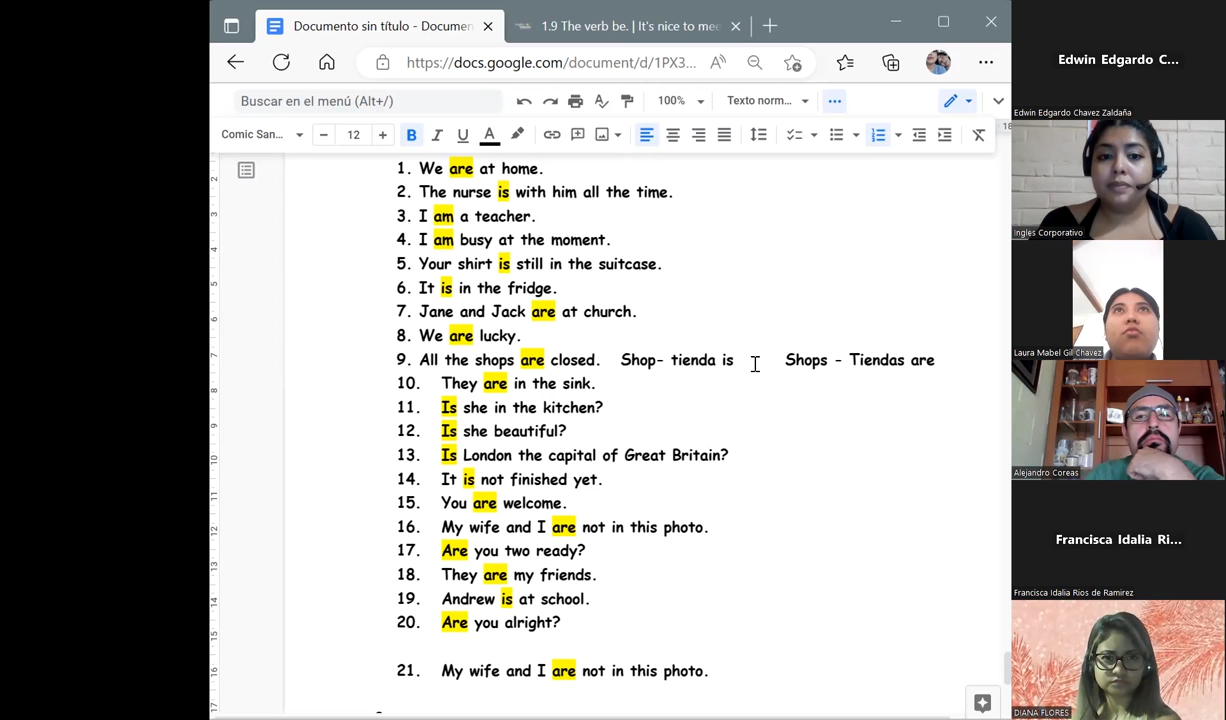 Documento sin título - Documen
1.9 The verb be. | It's nice to mee
https://docs.google.com/document/d/1PX3...
Buscar en el menú (Alt+/)
100%
Texto norm...
Comic San...
12
18
1. We are at home.
2. The nurse is with him all the time.
3. I am a teacher.
4. I am busy at the moment.
5. Your shirt is still in the suitcase.
6. It is in the fridge.
7. Jane and Jack are at church.
8. We are lucky.
9. All the shops are closed. Shop- tienda is Shops - Tiendas are
10. They are in the sink.
11. Is she in the kitchen?
12. Is she beautiful?
13. Is London the capital of Great Britain?
14. It is not finished yet.
15. You are welcome.
16. My wife and I are not in this photo.
17. Are you two ready?
18. They are my friends.
19. Andrew is at school.
20. Are you alright?
21. My wife and I are not in this photo.
Edwin Edgardo C...
Edwin Edgardo Chavez Zaldaña
Ingles Corporativo
Laura Mabel Gil Chavez
Alejandro Coreas
Francisca Idalia Ri...
Francisca Idalia Rios de Ramirez
DIANA FLORES